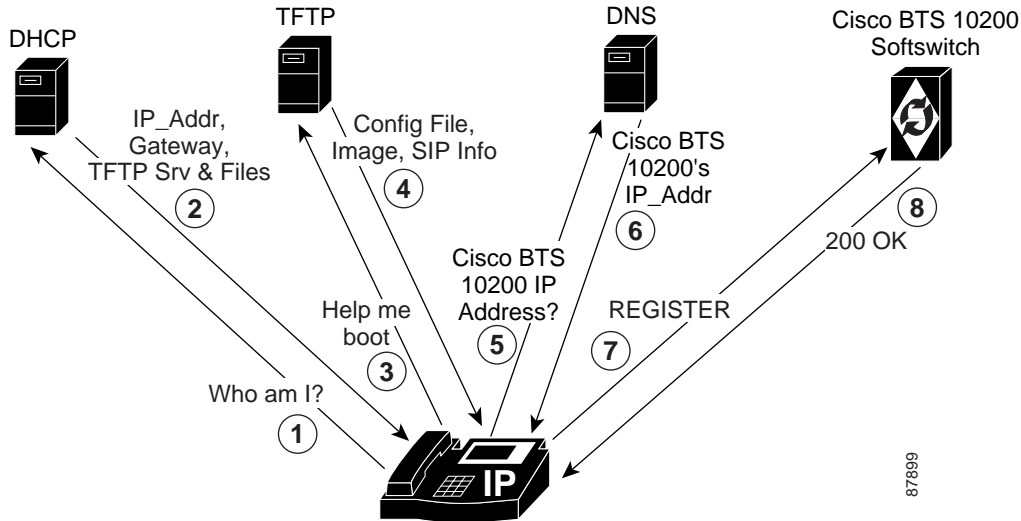 DHCP
TFTP
DNS
Cisco BTS 10200
Softswitch
IP_Addr,
Gateway,
TFTP Srv & Files
2
Config File,
Image, SIP Info
4
Cisco BTS
10200's
IP_Addr
6
8
200 OK
Cisco BTS
10200 IP
Address?
5
Help me
boot
3
REGISTER
7
Who am I?
1
IP
87899